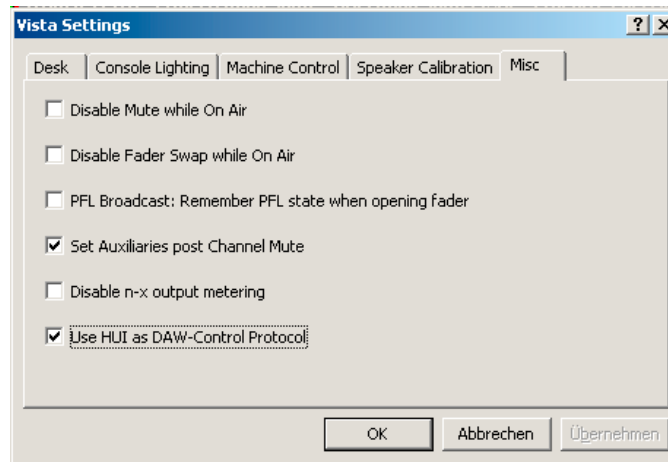 Vista Settings
Desk Console Lighting Machine Control Speaker Calibration Misc
Disable Mute while On Air
Disable Fader Swap while On Air
PFL Broadcast: Remember PFL state when opening fader
Set Auxiliaries post Channel Mute
Disable n-x output metering
Use HUI as DAW-Control Protocol
OK Abbrechen Übernehmen